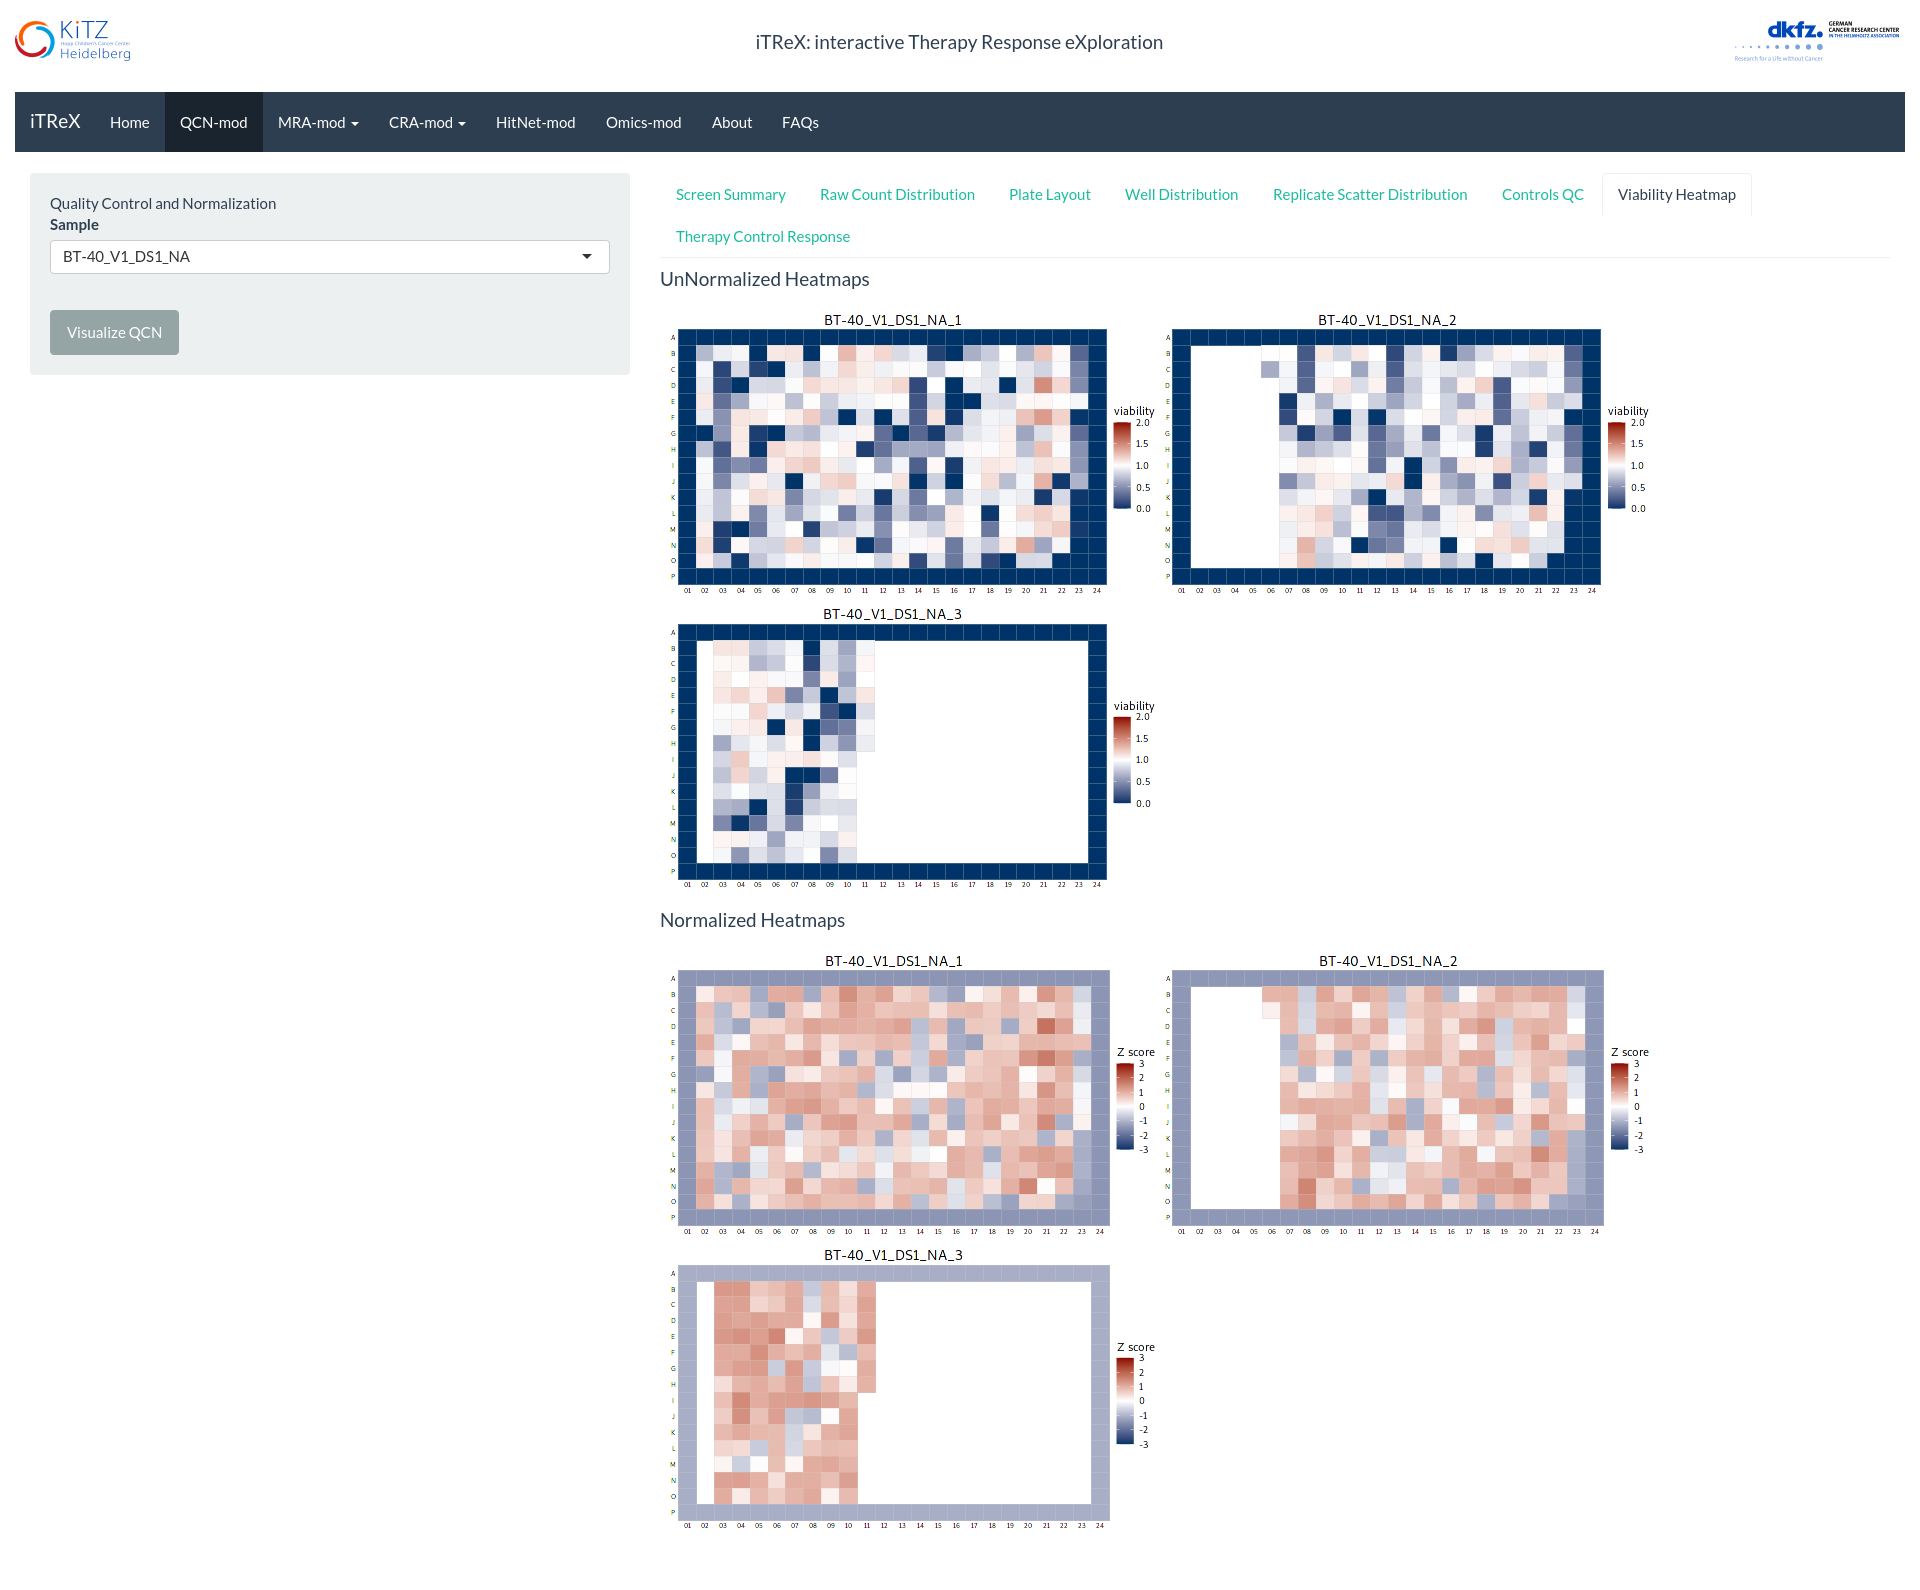 KiTZ
Hopp Children's Cancer Center
Heidelberg
iTReX: interactive Therapy Response eXploration
dkfz.
GERMAN
CANCER RESEARCH CENTER
IN THE HELMHOLTZ ASSOCIATION
Research for a Life without Cancer
iTReX Home QCN-mod MRA-mod CRA-mod HitNet-mod Omics-mod About FAQs
Quality Control and Normalization
Sample
BT-40_V1_DS1_NA
Visualize QCN
Screen Summary Raw Count Distribution Plate Layout Well Distribution Replicate Scatter Distribution Controls QC Viability Heatmap
Therapy Control Response
UnNormalized Heatmaps
BT-40_V1_DS1_NA_1
A
B
C
D
E
F
G
H
I
J
K
L
M
N
O
P
01 02 03 04 05 06 07 08 09 10 11 12 13 14 15 16 17 18 19 20 21 22 23 24
viability
2.0
1.5
1.0
0.5
0.0
BT-40_V1_DS1_NA_2
A
B
C
D
E
F
G
H
I
J
K
L
M
N
O
P
01 02 03 04 05 06 07 08 09 10 11 12 13 14 15 16 17 18 19 20 21 22 23 24
viability
2.0
1.5
1.0
0.5
0.0
BT-40_V1_DS1_NA_3
A
B
C
D
E
F
G
H
I
J
K
L
M
N
O
P
01 02 03 04 05 06 07 08 09 10 11 12 13 14 15 16 17 18 19 20 21 22 23 24
viability
2.0
1.5
1.0
0.5
0.0
Normalized Heatmaps
BT-40_V1_DS1_NA_1
A
B
C
D
E
F
G
H
I
J
K
L
M
N
O
P
01 02 03 04 05 06 07 08 09 10 11 12 13 14 15 16 17 18 19 20 21 22 23 24
Z score
3
2
1
0
-1
-2
-3
BT-40_V1_DS1_NA_2
A
B
C
D
E
F
G
H
I
J
K
L
M
N
O
P
01 02 03 04 05 06 07 08 09 10 11 12 13 14 15 16 17 18 19 20 21 22 23 24
Z score
3
2
1
0
-1
-2
-3
BT-40_V1_DS1_NA_3
A
B
C
D
E
F
G
H
I
J
K
L
M
N
O
P
01 02 03 04 05 06 07 08 09 10 11 12 13 14 15 16 17 18 19 20 21 22 23 24
Z score
3
2
1
0
-1
-2
-3